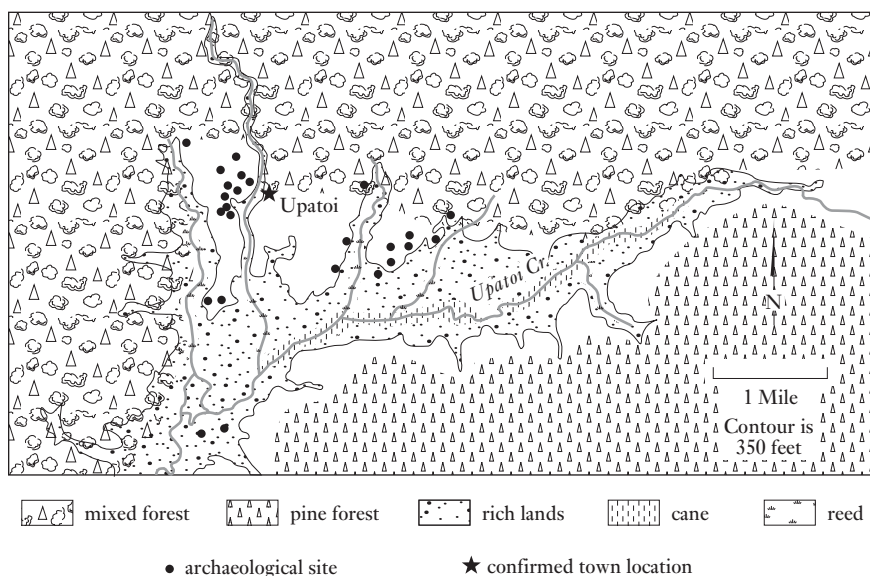 Upatoi
Upatoi Cr.
N
1 Mile
Contour is
350 feet
mixed forest
pine forest
rich lands
cane
reed
archaeological site
confirmed town location